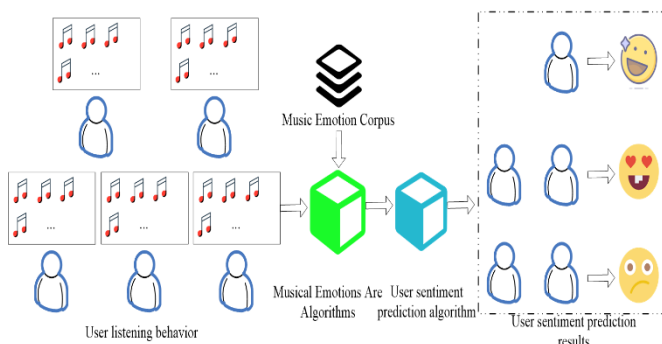 ...
...
Music Emotion Corpus
...
...
...
Musical Emotions Are
Algorithms
User sentiment
prediction algorithm
User listening behavior
User sentiment prediction
results